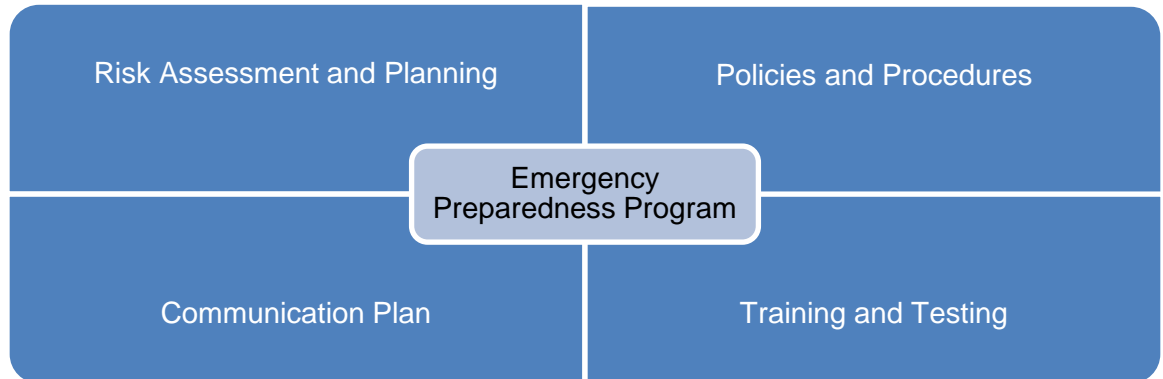 Risk Assessment and Planning
Policies and Procedures
Emergency
Preparedness Program
Communication Plan
Training and Testing